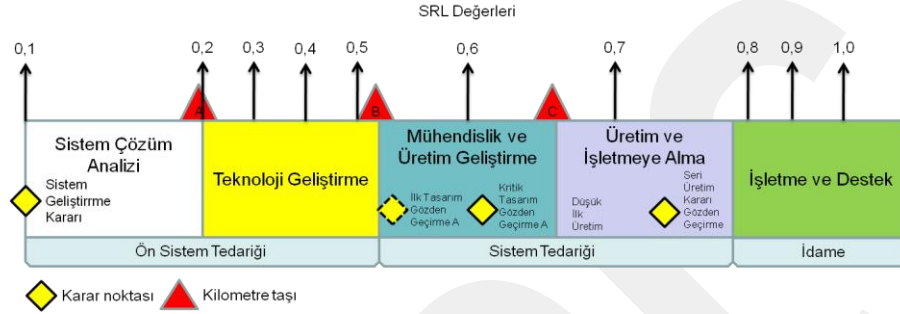 SRL Değerleri
0,1 0,2 0,3 0,4 0,5 0,6 0,7 0,8 0,9 1,0
A B C
Sistem Çözüm
Analizi
Sistem
Geliştirrme
Kararı
Teknoloji Geliştirme
Mühendislik ve
Üretim Geliştirme
İlk Tasarım
Gözden
Geçirme A
Kritik
Tasarım
Gözden
Geçirme A
Üretim ve
İşletmeye Alma
Düşük
İlk
Üretim
Seri
Üretim
Kararı
Gözden
Geçirme
İşletme ve Destek
Ön Sistem Tedariği
Sistem Tedariği
İdame
Karar noktası
Kilometre taşı